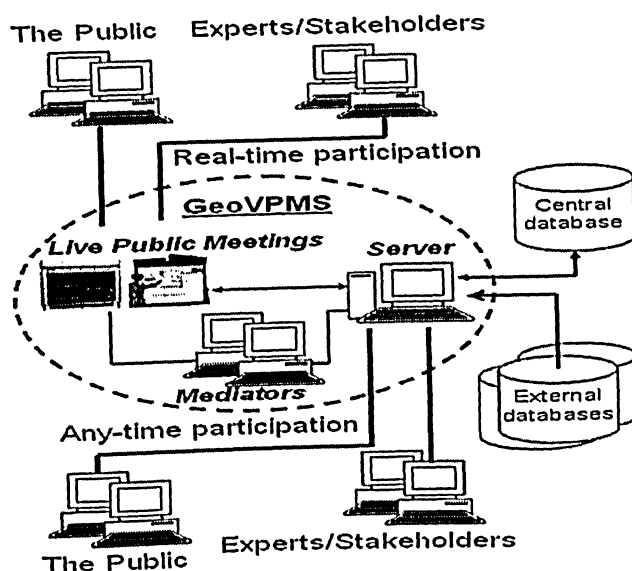 The Public
Experts/Stakeholders
Real-time participation
GeoVPMS
Live Public Meetings
Server
Central
database
Mediators
External
databases
Any-time participation
The Public
Experts/Stakeholders